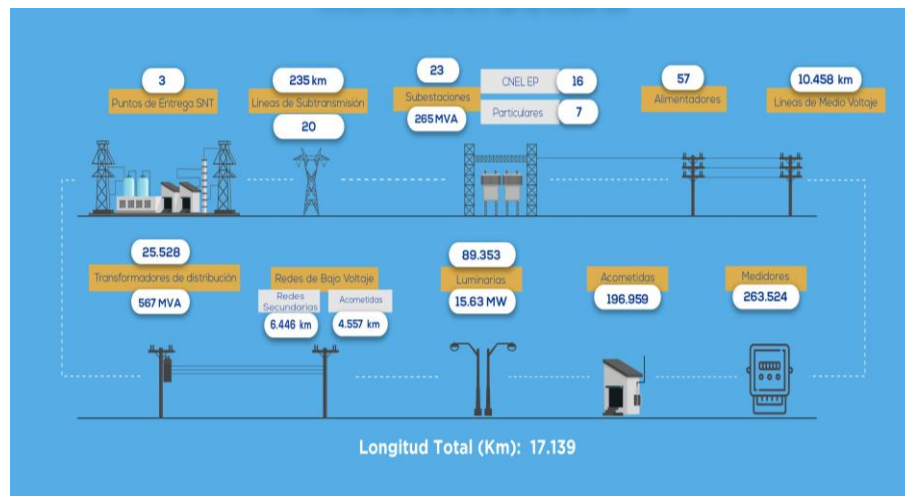 3
Puntos de Entrega SNT
235 km
Líneas de Subtransmisión
20
23
Subestaciones
265 MVA
CNEL EP
16
Particulares
7
57
Alimentadores
10.458 km
Líneas de Medio Voltaje
25.528
Transformadores de distribución
567 MVA
Redes de Bajo Voltaje
Redes
Secundarias
6.446 km
Acometidas
4.557 km
89.353
Luminarias
15.63 MW
Acometidas
196.959
Medidores
263.524
Longitud Total (Km): 17.139